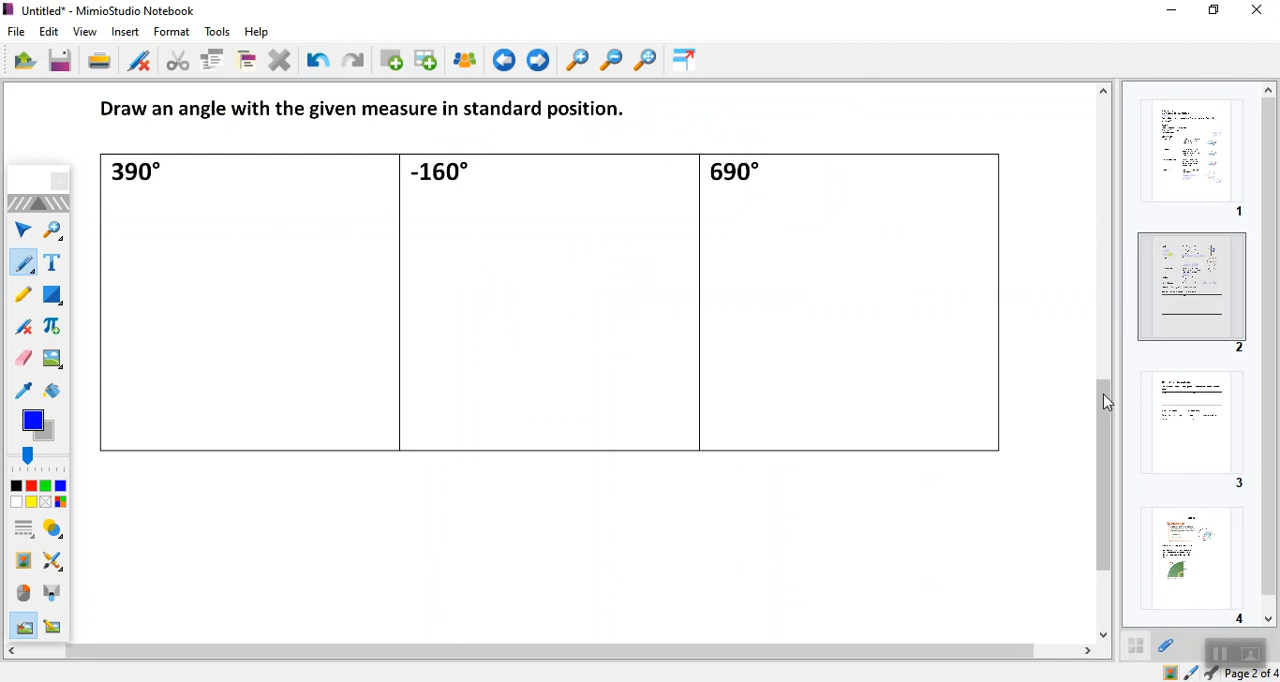 Untitled* - MimioStudio Notebook
File Edit View Insert Format Tools Help
Draw an angle with the given measure in standard position.
390° -160° 690°
1
2
3
4
Page 2 of 4